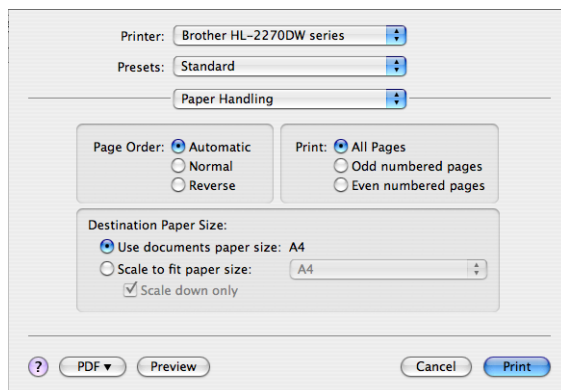 Printer: Brother HL-2270DW series
Presets: Standard
Paper Handling
Page Order: Automatic
Normal
Reverse
Print: All Pages
Odd numbered pages
Even numbered pages
Destination Paper Size:
Use documents paper size: A4
Scale to fit paper size: A4
Scale down only
? PDF ▼ Preview Cancel Print